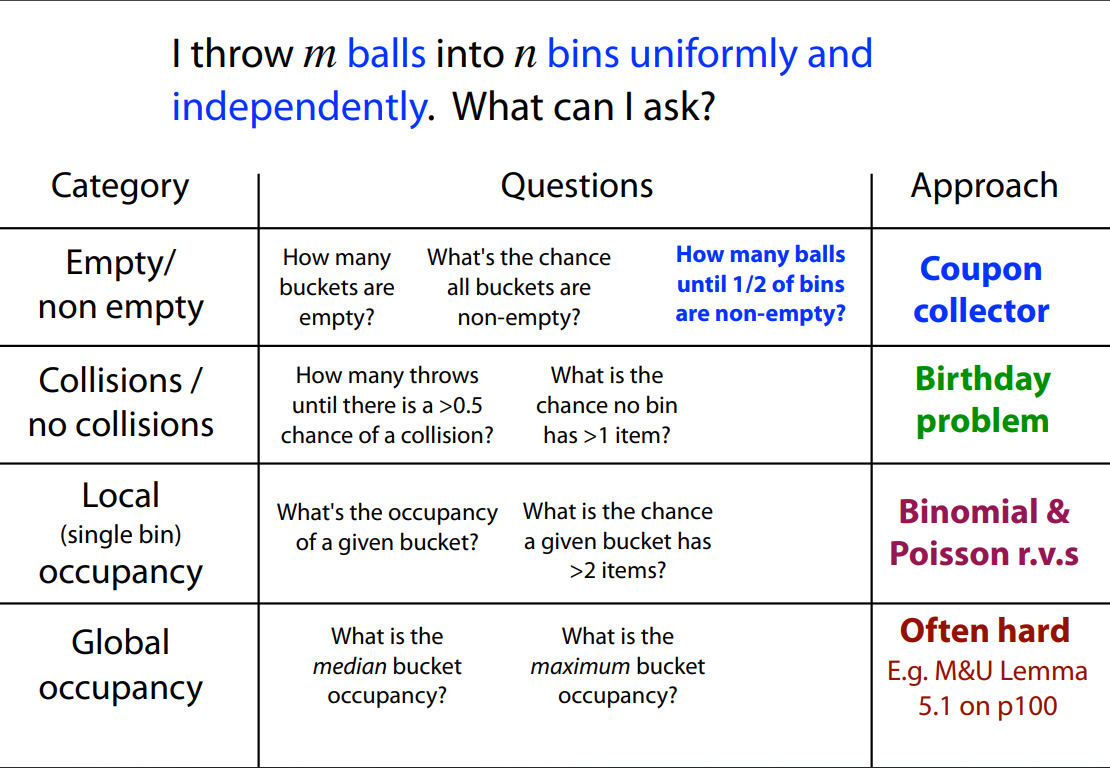 I throw m balls into n bins uniformly and
independently. What can I ask?
Category
Questions
Approach
Empty/
non empty
How many
buckets are
empty?
What's the chance
all buckets are
non-empty?
How many balls
until 1/2 of bins
are non-empty?
Coupon
collector
Collisions /
no collisions
How many throws
until there is a >0.5
chance of a collision?
What is the
chance no bin
has >1 item?
Birthday
problem
Local
(single bin)
occupancy
What's the occupancy
of a given bucket?
What is the chance
a given bucket has
>2 items?
Binomial &
Poisson r.v.s
Global
occupancy
What is the
median bucket
occupancy?
What is the
maximum bucket
occupancy?
Often hard
E.g. M&U Lemma
5.1 on p100